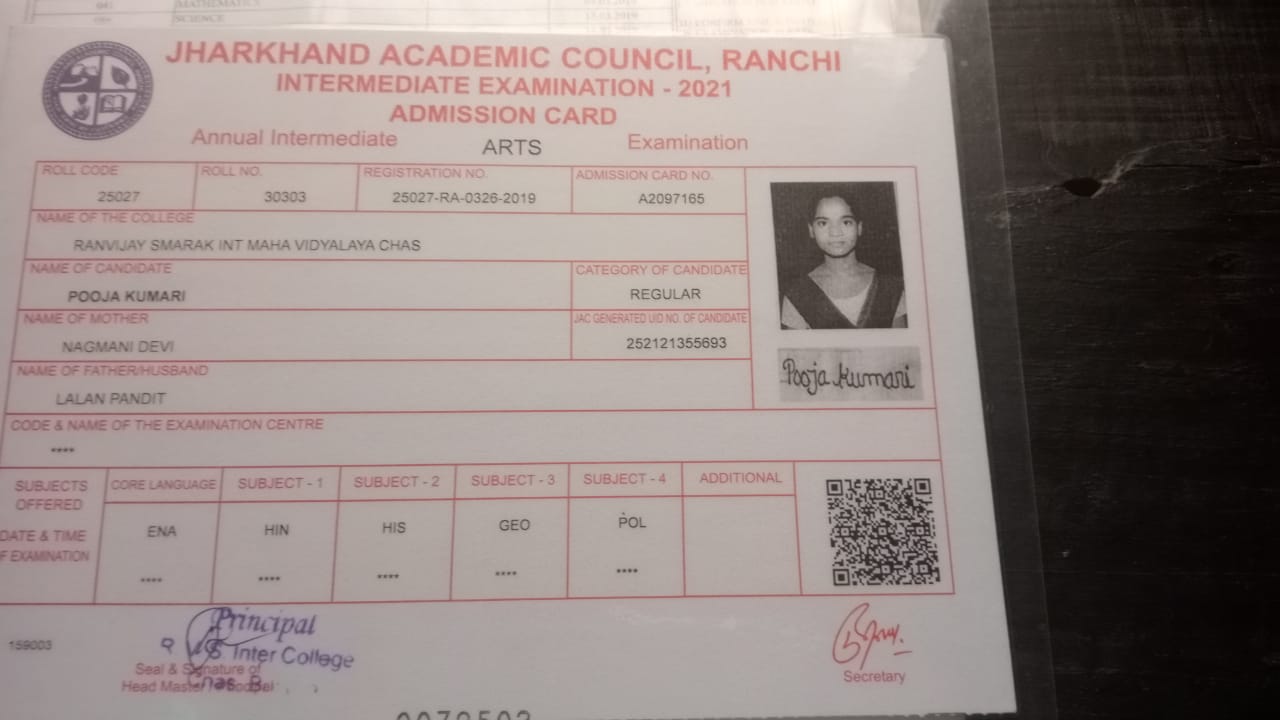 041 MATHEMATICS
SCIENCE
JHARKHAND ACADEMIC COUNCIL, RANCHI
INTERMEDIATE EXAMINATION - 2021
ADMISSION CARD
Annual Intermediate ARTS Examination
ROLL CODE ROLL NO. REGISTRATION NO. ADMISSION CARD NO.
25027 30303 25027-RA-0326-2019 A2097165
NAME OF THE COLLEGE
RANVIJAY SMARAK INT MAHA VIDYALAYA CHAS
NAME OF CANDIDATE CATEGORY OF CANDIDATE
POOJA KUMARI REGULAR
NAME OF MOTHER JAC GENERATED UID NO. OF CANDIDATE
NAGMANI DEVI 252121355693
Pooja Kumari
NAME OF FATHER/HUSBAND
LALAN PANDIT
CODE & NAME OF THE EXAMINATION CENTRE
****
SUBJECTS OFFERED CORE LANGUAGE SUBJECT - 1 SUBJECT - 2 SUBJECT - 3 SUBJECT - 4 ADDITIONAL
ENA HIN HIS GEO POL
DATE & TIME
F EXAMINATION
**** **** **** **** ****
159003
Principal
Inter College
Seal & Signature of
Head Master
Chas
Secretary